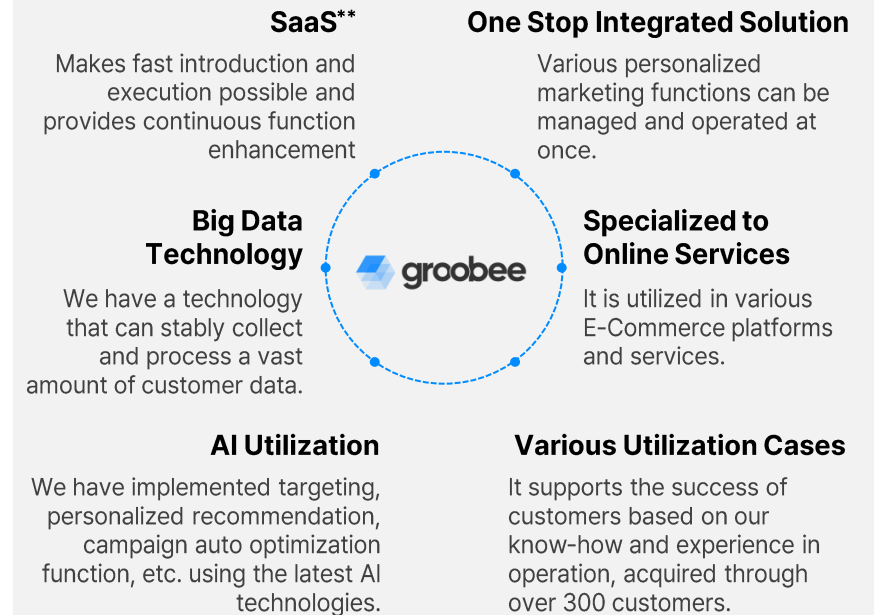 SaaS**
Makes fast introduction and
execution possible and
provides continuous function
enhancement
One Stop Integrated Solution
Various personalized
marketing functions can be
managed and operated at
once.
Big Data
Technology
We have a technology
that can stably collect
and process a vast
amount of customer data.
groobee
Specialized to
Online Services
It is utilized in various
E-Commerce platforms
and services.
AI Utilization
We have implemented targeting,
personalized recommendation,
campaign auto optimization
function, etc. using the latest AI
technologies.
Various Utilization Cases
It supports the success of
customers based on our
know-how and experience in
operation, acquired through
over 300 customers.